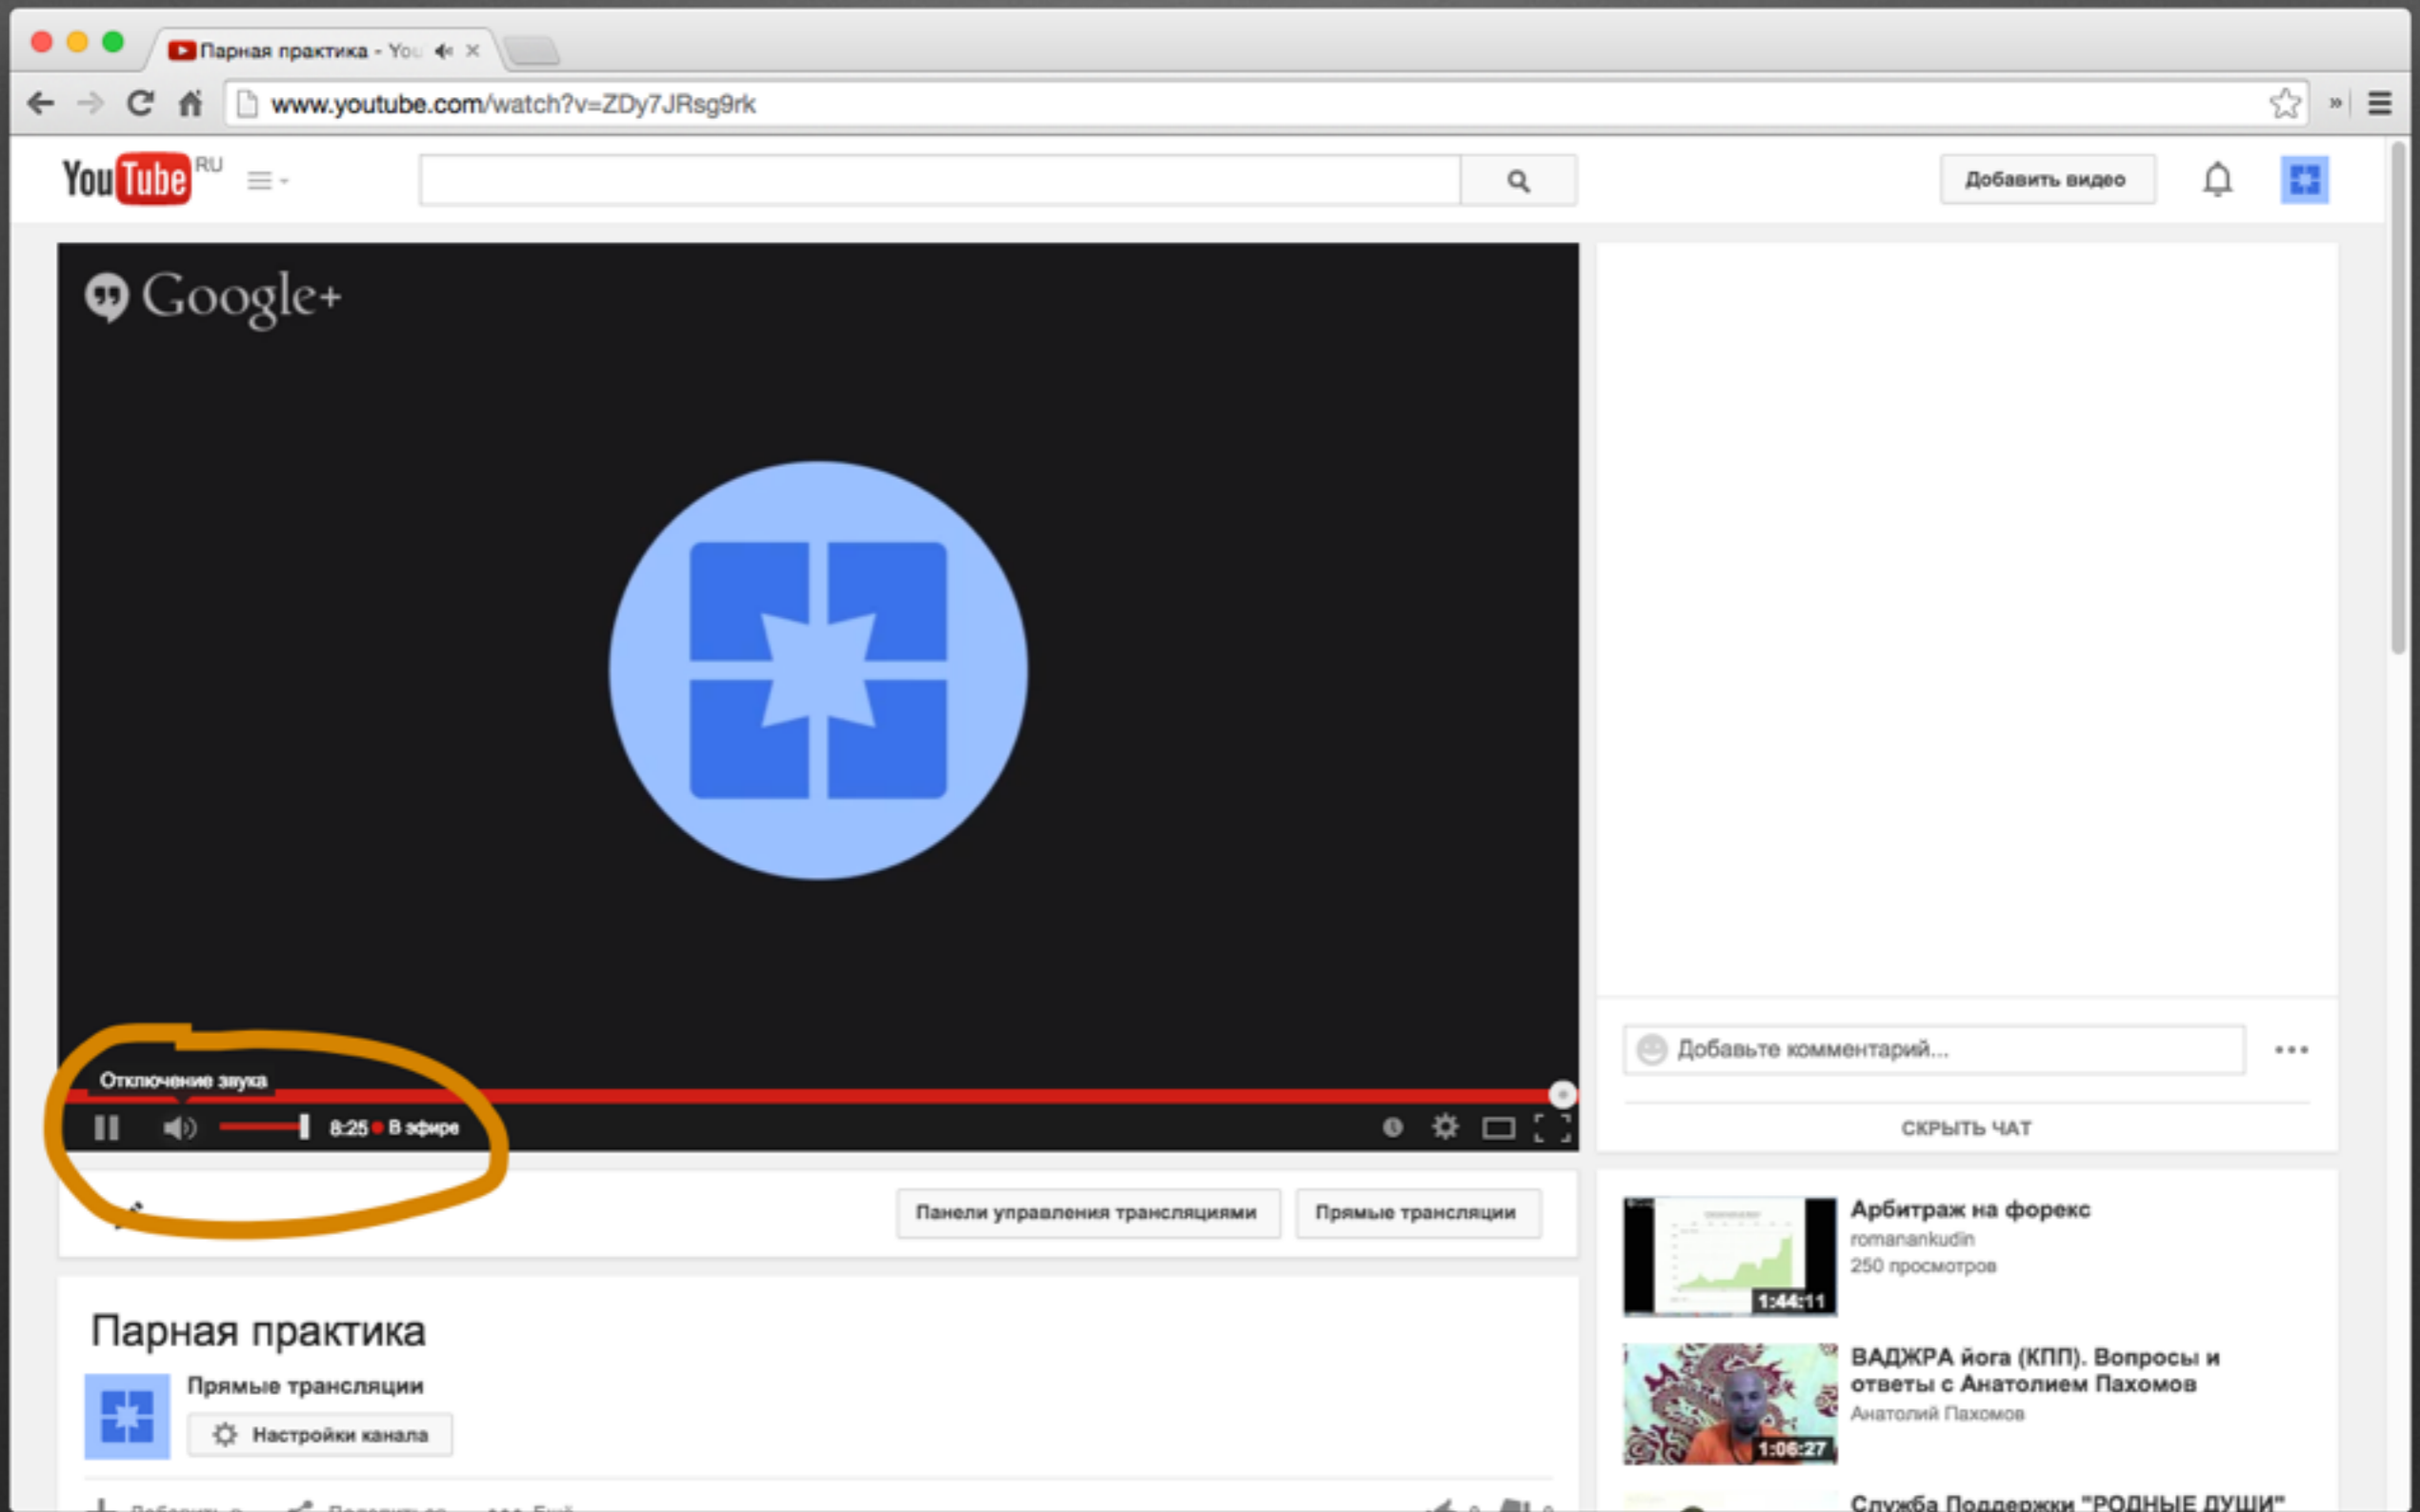 Парная практика - You
www.youtube.com/watch?v=ZDy7JRsg9rk
YouTube RU
Добавить видео
Google+
Отключение звука
8:25 В эфире
Добавьте комментарий...
СКРЫТЬ ЧАТ
Панели управления трансляциями
Прямые трансляции
Парная практика
Прямые трансляции
Настройки канала
Арбитраж на форекс
romanankudin
250 просмотров
1:44:11
ВАДЖРА йога (КПП). Вопросы и
ответы с Анатолием Пахомов
Анатолий Пахомов
1:06:27
Служба Поддержки "РОДНЫЕ ДУШИ"